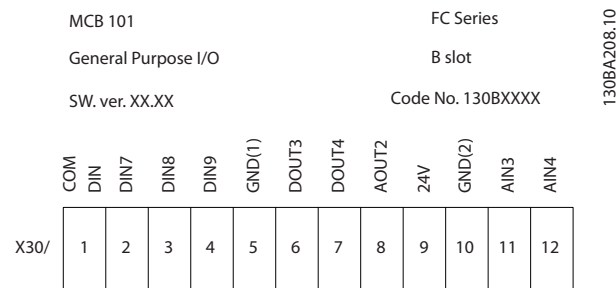 MCB 101 FC Series
General Purpose I/O B slot
SW. ver. XX.XX Code No. 130BXXXX
130BA208.10
COM DIN DIN7 DIN8 DIN9 GND(1) DOUT3 DOUT4 AOUT2 24V GND(2) AIN3 AIN4
X30/ 1 2 3 4 5 6 7 8 9 10 11 12